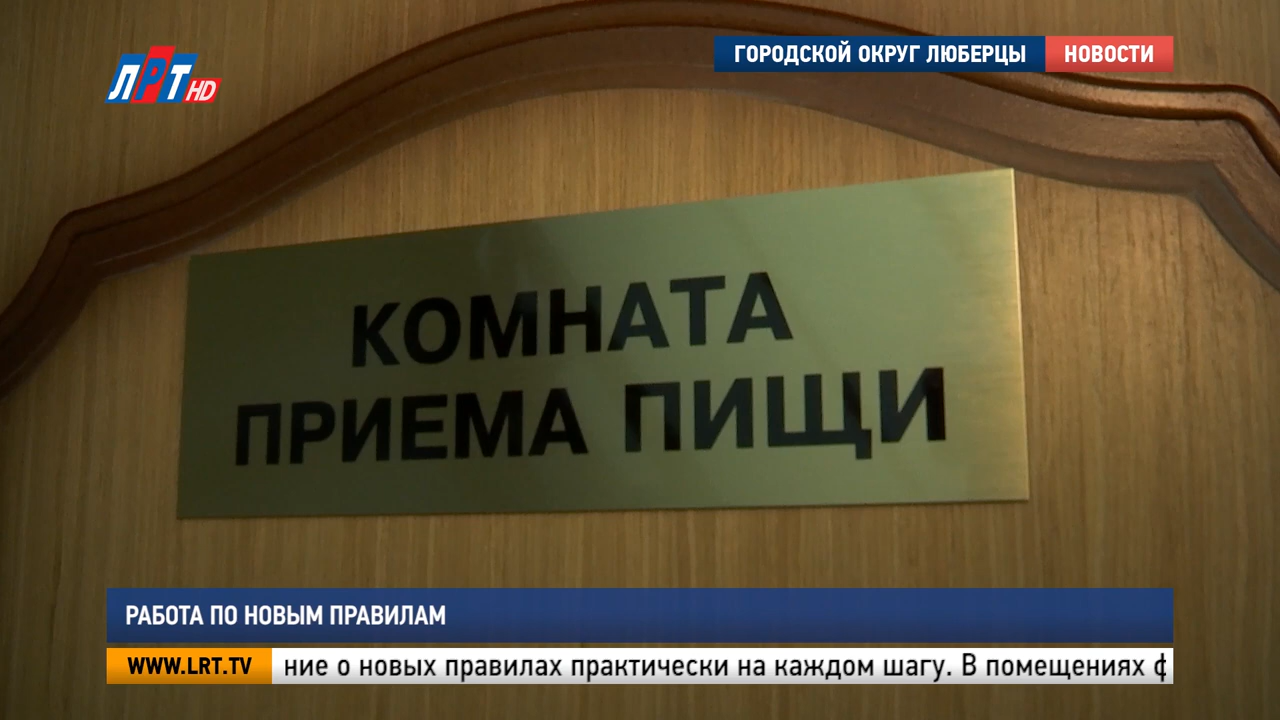 ЛРТ HD
ГОРОДСКОЙ ОКРУГ ЛЮБЕРЦЫ НОВОСТИ
КОМНАТА
ПРИЕМА ПИЩИ
РАБОТА ПО НОВЫМ ПРАВИЛАМ
WWW.LRT.TV ние о новых правилах практически на каждом шагу. В помещениях ф